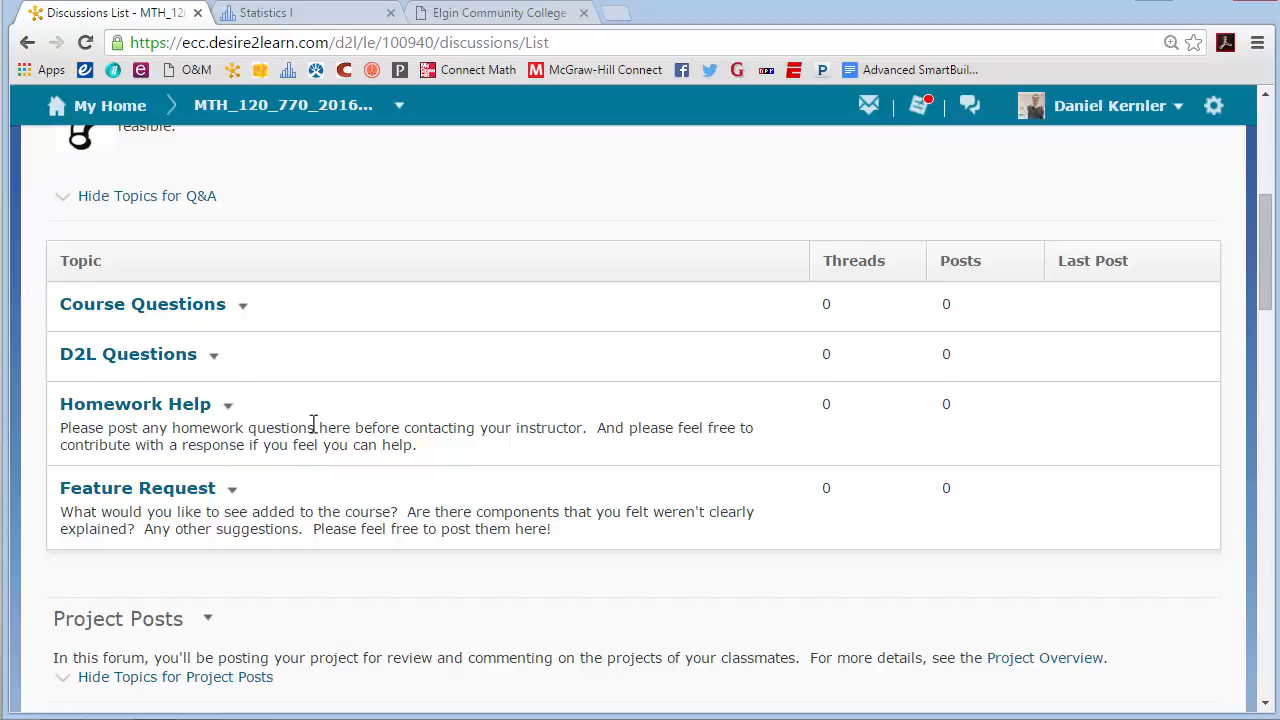 Discussions List - MTH_120
Statistics I
Elgin Community College
https://ecc.desire2learn.com/d2l/le/100940/discussions/List
Apps O&M Connect Math McGraw-Hill Connect Advanced SmartBuil...
My Home MTH_120_770_2016... Daniel Kernler
feasible.
Hide Topics for Q&A
Topic Threads Posts Last Post
Course Questions 0 0
D2L Questions 0 0
Homework Help 0 0
Please post any homework questions here before contacting your instructor. And please feel free to
contribute with a response if you feel you can help.
Feature Request 0 0
What would you like to see added to the course? Are there components that you felt weren't clearly
explained? Any other suggestions. Please feel free to post them here!
Project Posts
In this forum, you'll be posting your project for review and commenting on the projects of your classmates. For more details, see the Project Overview.
Hide Topics for Project Posts